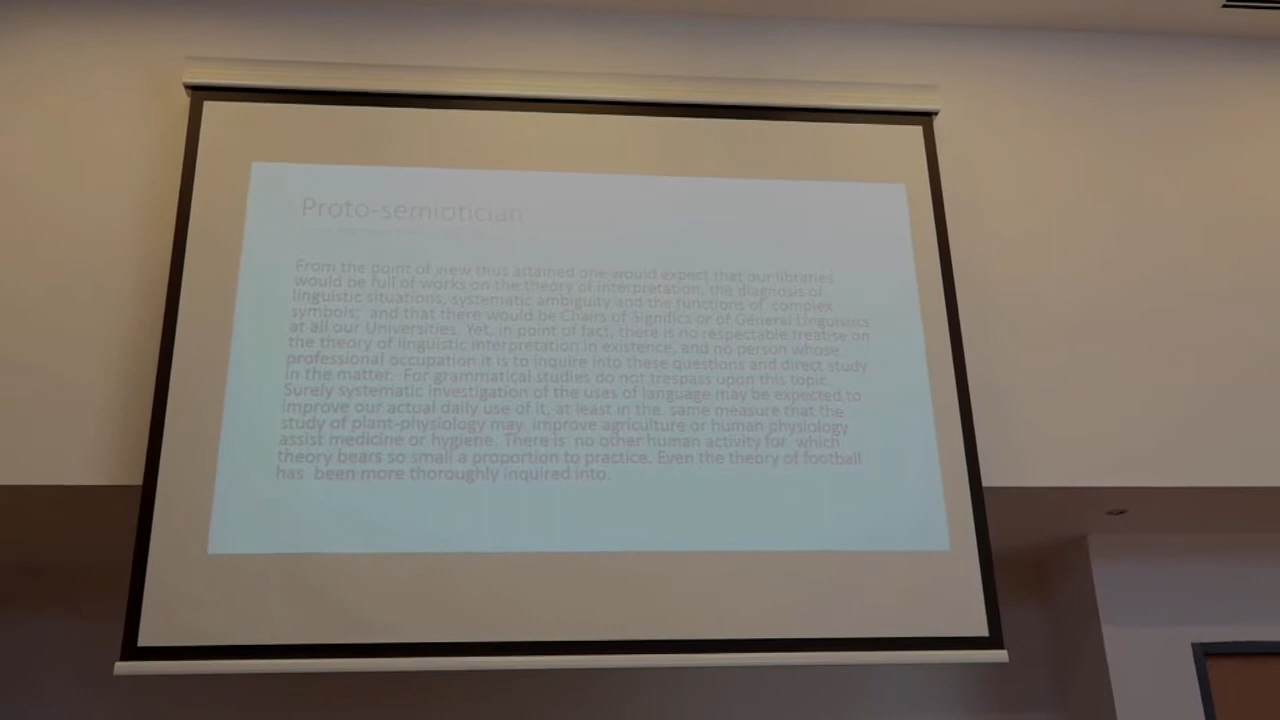 Proto-semiotician
From the point of view thus attained one would expect that our libraries
would be full of works on the theory of interpretation, the diagnosis of
linguistic situations, systematic ambiguity and the functions of complex
symbols; and that there would be Chairs of Significs or of General Linguistics
at all our Universities. Yet, in point of fact, there is no respectable treatise on
the theory of linguistic interpretation in existence, and no person whose
professional occupation it is to inquire into these questions and direct study
in the matter. For grammatical studies do not trespass upon this topic.
Surely systematic investigation of the uses of language may be expected to
improve our actual daily use of it, at least in the same measure that the
study of plant-physiology may improve agriculture or human physiology
assist medicine or hygiene. There is no other human activity for which
theory bears so small a proportion to practice. Even the theory of football
has been more thoroughly inquired into.